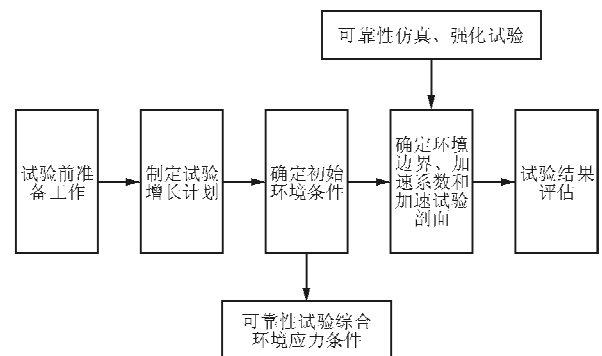 可靠性仿真、强化试验
试验前准
备工作
制定试验
增长计划
确定初始
环境条件
确定环境
边界、加
速系数和
加速试验
剖面
试验结果
评估
可靠性试验综合
环境应力条件